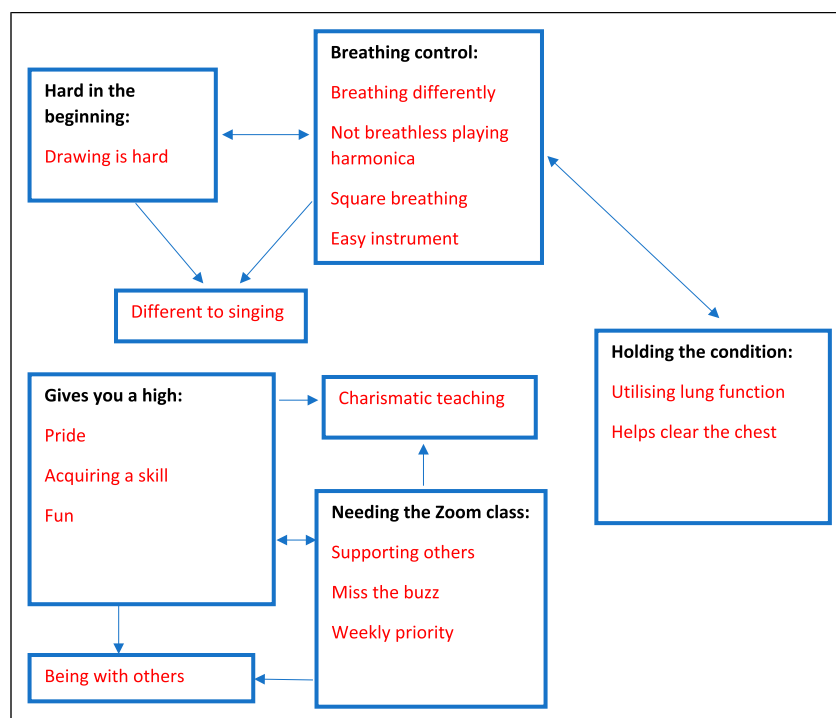 Hard in the
beginning:
Drawing is hard
Breathing control:
Breathing differently
Not breathless playing
harmonica
Square breathing
Easy instrument
Different to singing
Holding the condition:
Utilising lung function
Helps clear the chest
Gives you a high:
Pride
Acquiring a skill
Fun
Charismatic teaching
Needing the Zoom class:
Supporting others
Miss the buzz
Weekly priority
Being with others